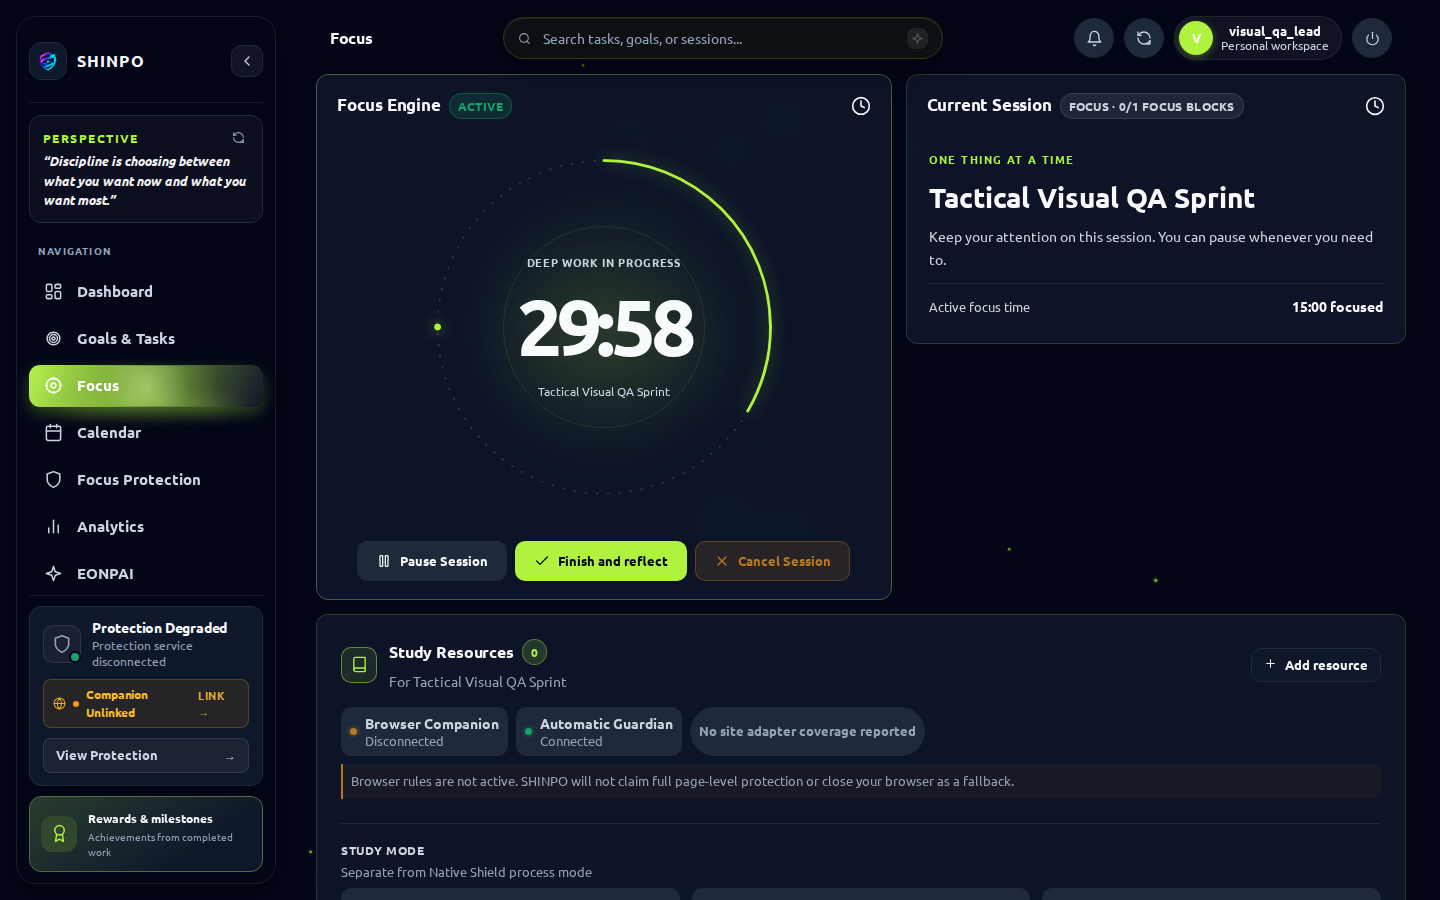 SHINPO
PERSPECTIVE
“Discipline is choosing between
what you want now and what you
want most.”
NAVIGATION
Dashboard
Goals & Tasks
Focus
Calendar
Focus Protection
Analytics
EONPAI
Protection Degraded
Protection service
disconnected
Companion
Unlinked
LINK
→
View Protection →
Rewards & milestones
Achievements from completed
work
Focus
Search tasks, goals, or sessions...
V
visual_qa_lead
Personal workspace
Focus Engine ACTIVE
DEEP WORK IN PROGRESS
29:58
Tactical Visual QA Sprint
Pause Session
Finish and reflect
Cancel Session
Current Session FOCUS · 0/1 FOCUS BLOCKS
ONE THING AT A TIME
Tactical Visual QA Sprint
Keep your attention on this session. You can pause whenever you need
to.
Active focus time 15:00 focused
Study Resources 0
For Tactical Visual QA Sprint
Add resource
Browser Companion
Disconnected
Automatic Guardian
Connected
No site adapter coverage reported
Browser rules are not active. SHINPO will not claim full page-level protection or close your browser as a fallback.
STUDY MODE
Separate from Native Shield process mode